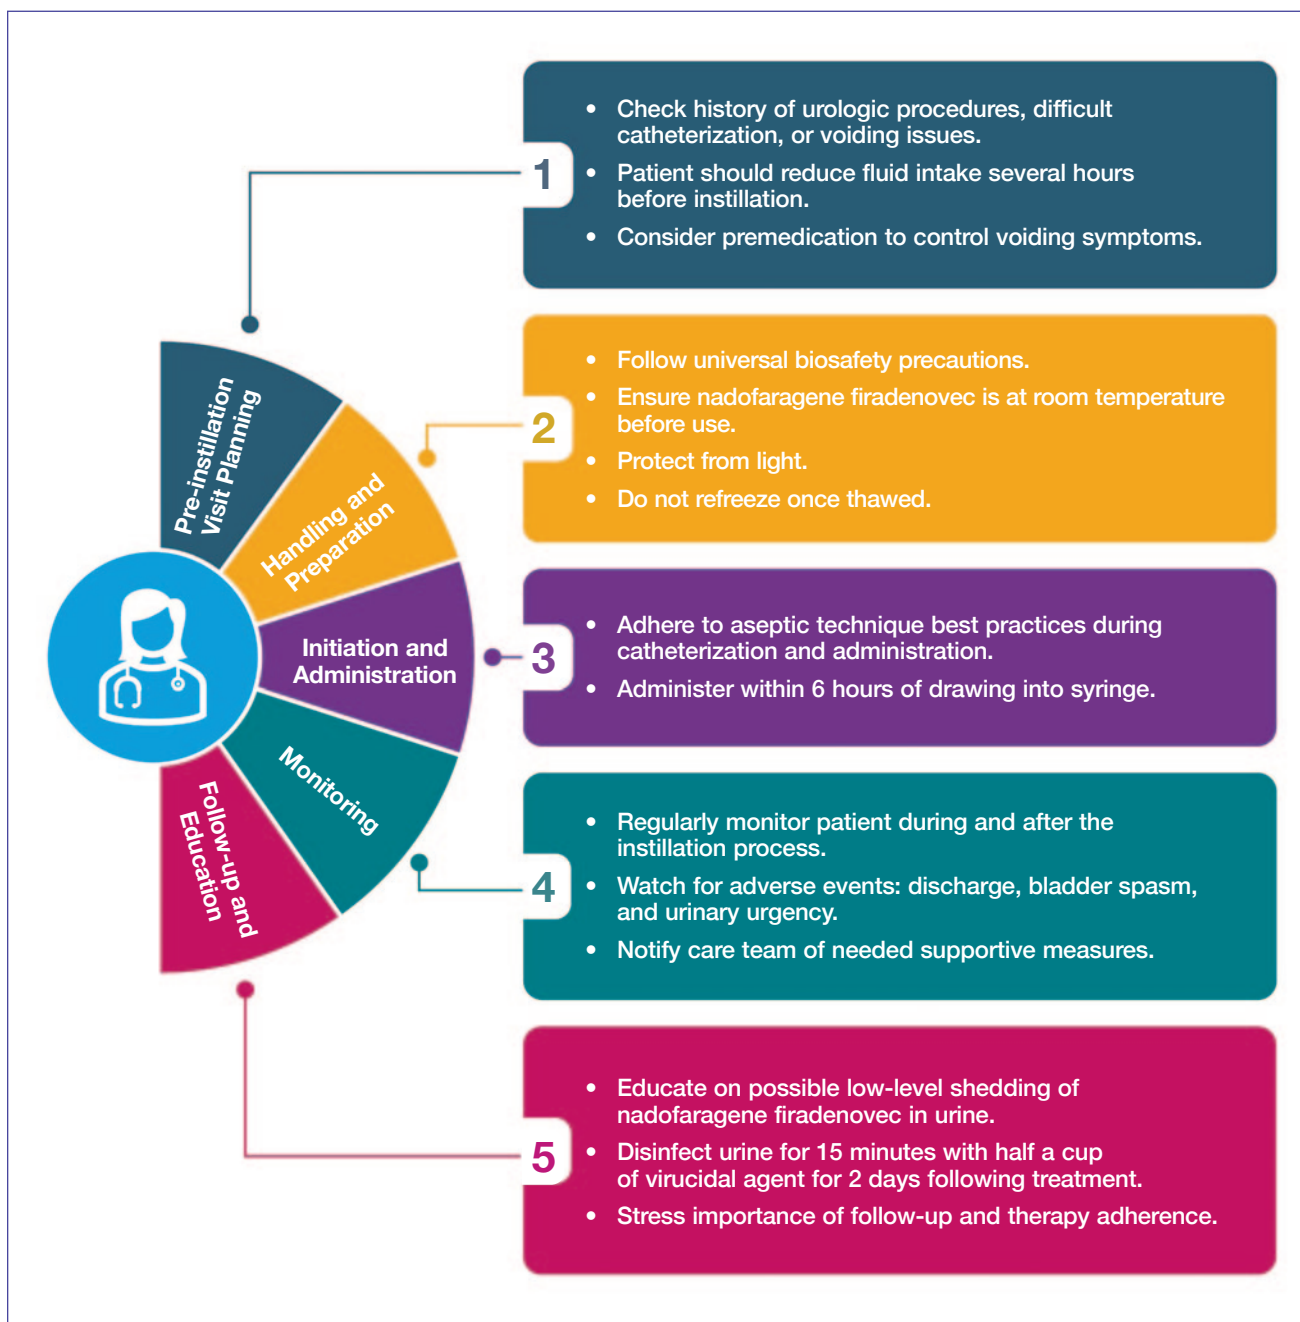 Pre-instillation
Visit Planning
1
• Check history of urologic procedures, difficult
catheterization, or voiding issues.
• Patient should reduce fluid intake several hours
before instillation.
• Consider premedication to control voiding symptoms.
Handling and
Preparation
2
• Follow universal biosafety precautions.
• Ensure nadofaragene firadenovec is at room temperature
before use.
• Protect from light.
• Do not refreeze once thawed.
Initiation and
Administration
3
• Adhere to aseptic technique best practices during
catheterization and administration.
• Administer within 6 hours of drawing into syringe.
Monitoring
4
• Regularly monitor patient during and after the
instillation process.
• Watch for adverse events: discharge, bladder spasm,
and urinary urgency.
• Notify care team of needed supportive measures.
Follow-up and
Education
5
• Educate on possible low-level shedding of
nadofaragene firadenovec in urine.
• Disinfect urine for 15 minutes with half a cup
of virucidal agent for 2 days following treatment.
• Stress importance of follow-up and therapy adherence.